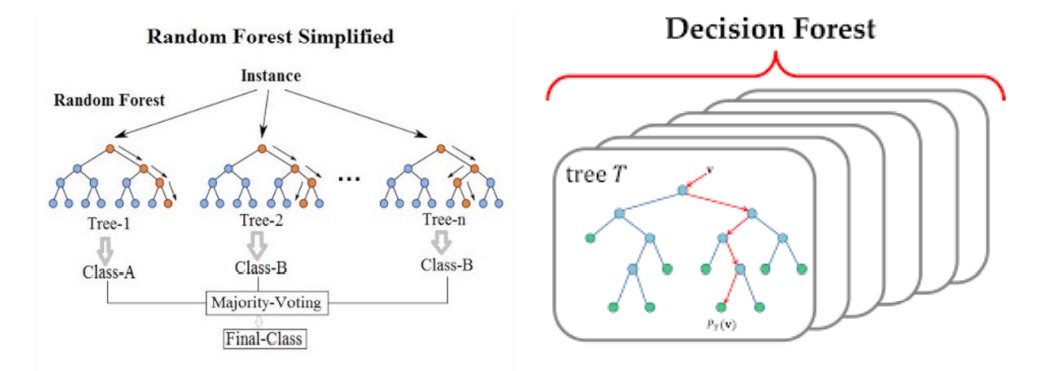 Random Forest Simplified
Instance
Random Forest
...
Tree-1
Tree-2
Tree-n
Class-A
Class-B
Class-B
Majority-Voting
Final-Class
Decision Forest
tree T
v
P_T(v)